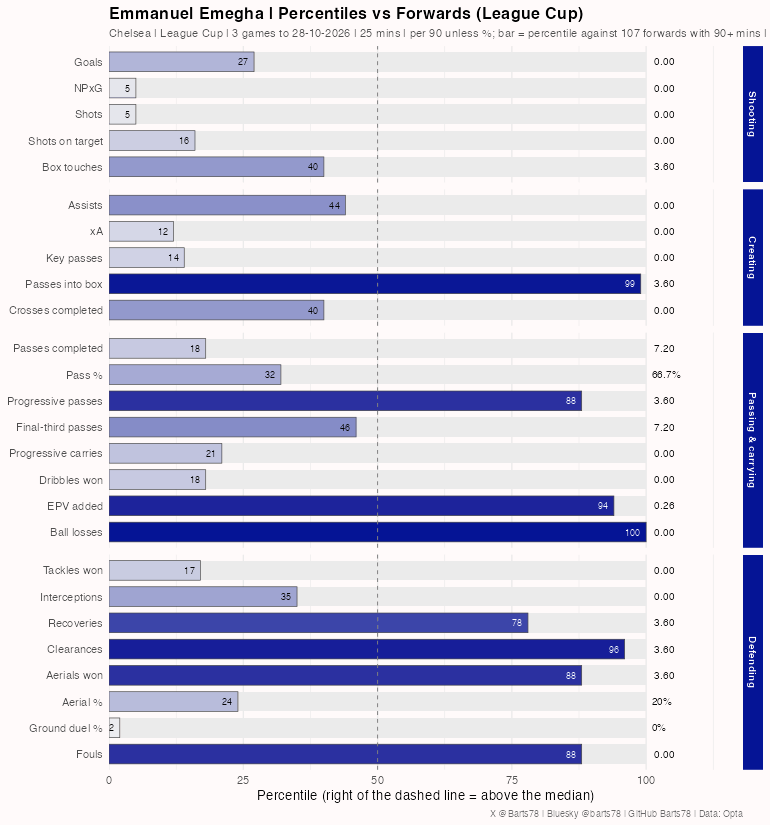 Emmanuel Emegha | Percentiles vs Forwards (League Cup)
Chelsea | League Cup | 3 games to 28-10-2026 | 25 mins | per 90 unless %; bar = percentile against 107 forwards with 90+ mins |
Goals 27 0.00
NPxG 5 0.00
Shots 5 0.00
Shots on target 16 0.00
Box touches 40 3.60
Shooting
Assists 44 0.00
xA 12 0.00
Key passes 14 0.00
Passes into box 99 3.60
Crosses completed 40 0.00
Creating
Passes completed 18 7.20
Pass % 32 66.7%
Progressive passes 88 3.60
Final-third passes 46 7.20
Progressive carries 21 0.00
Dribbles won 18 0.00
EPV added 94 0.26
Ball losses 100 0.00
Passing & carrying
Tackles won 17 0.00
Interceptions 35 0.00
Recoveries 78 3.60
Clearances 96 3.60
Aerials won 88 3.60
Aerial % 24 20%
Ground duel % 2 0%
Fouls 88 0.00
Defending
0 25 50 75 100
Percentile (right of the dashed line = above the median)
X @Barts78 | Bluesky @barts78 | GitHub Barts78 | Data: Opta